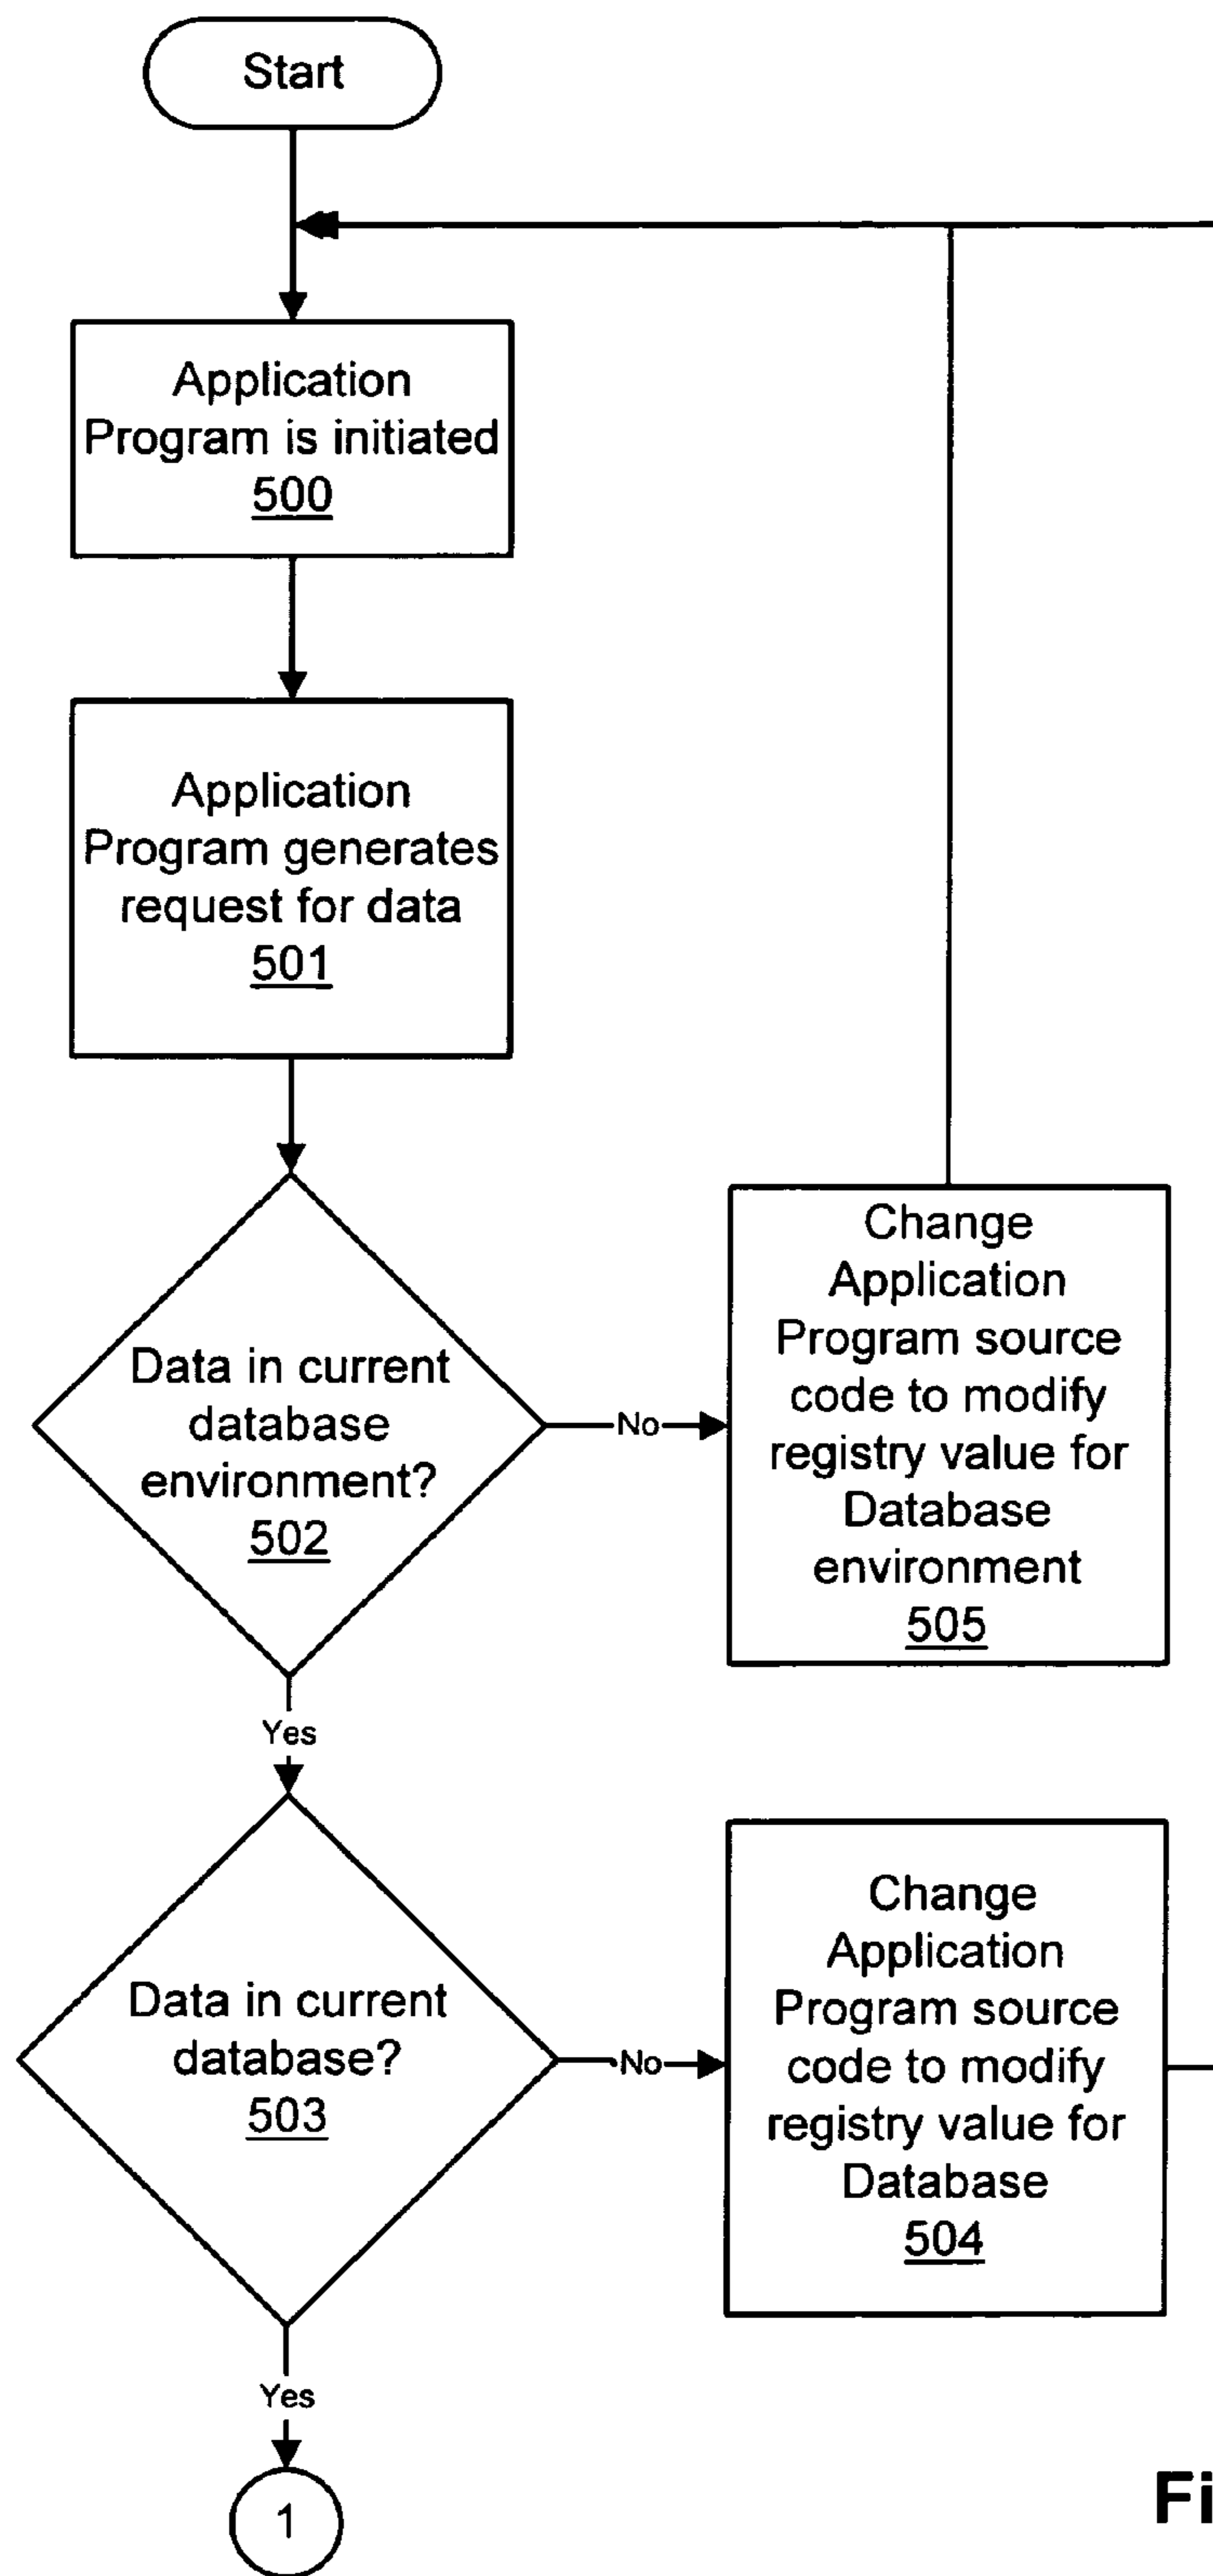 Start
Application
Program is initiated
500
Application
Program generates
request for data
501
Data in current
database
environment?
502
No
Change
Application
Program source
code to modify
registry value for
Database
environment
505
Yes
Data in current
database?
503
No
Change
Application
Program source
code to modify
registry value for
Database
504
Yes
1
Fi